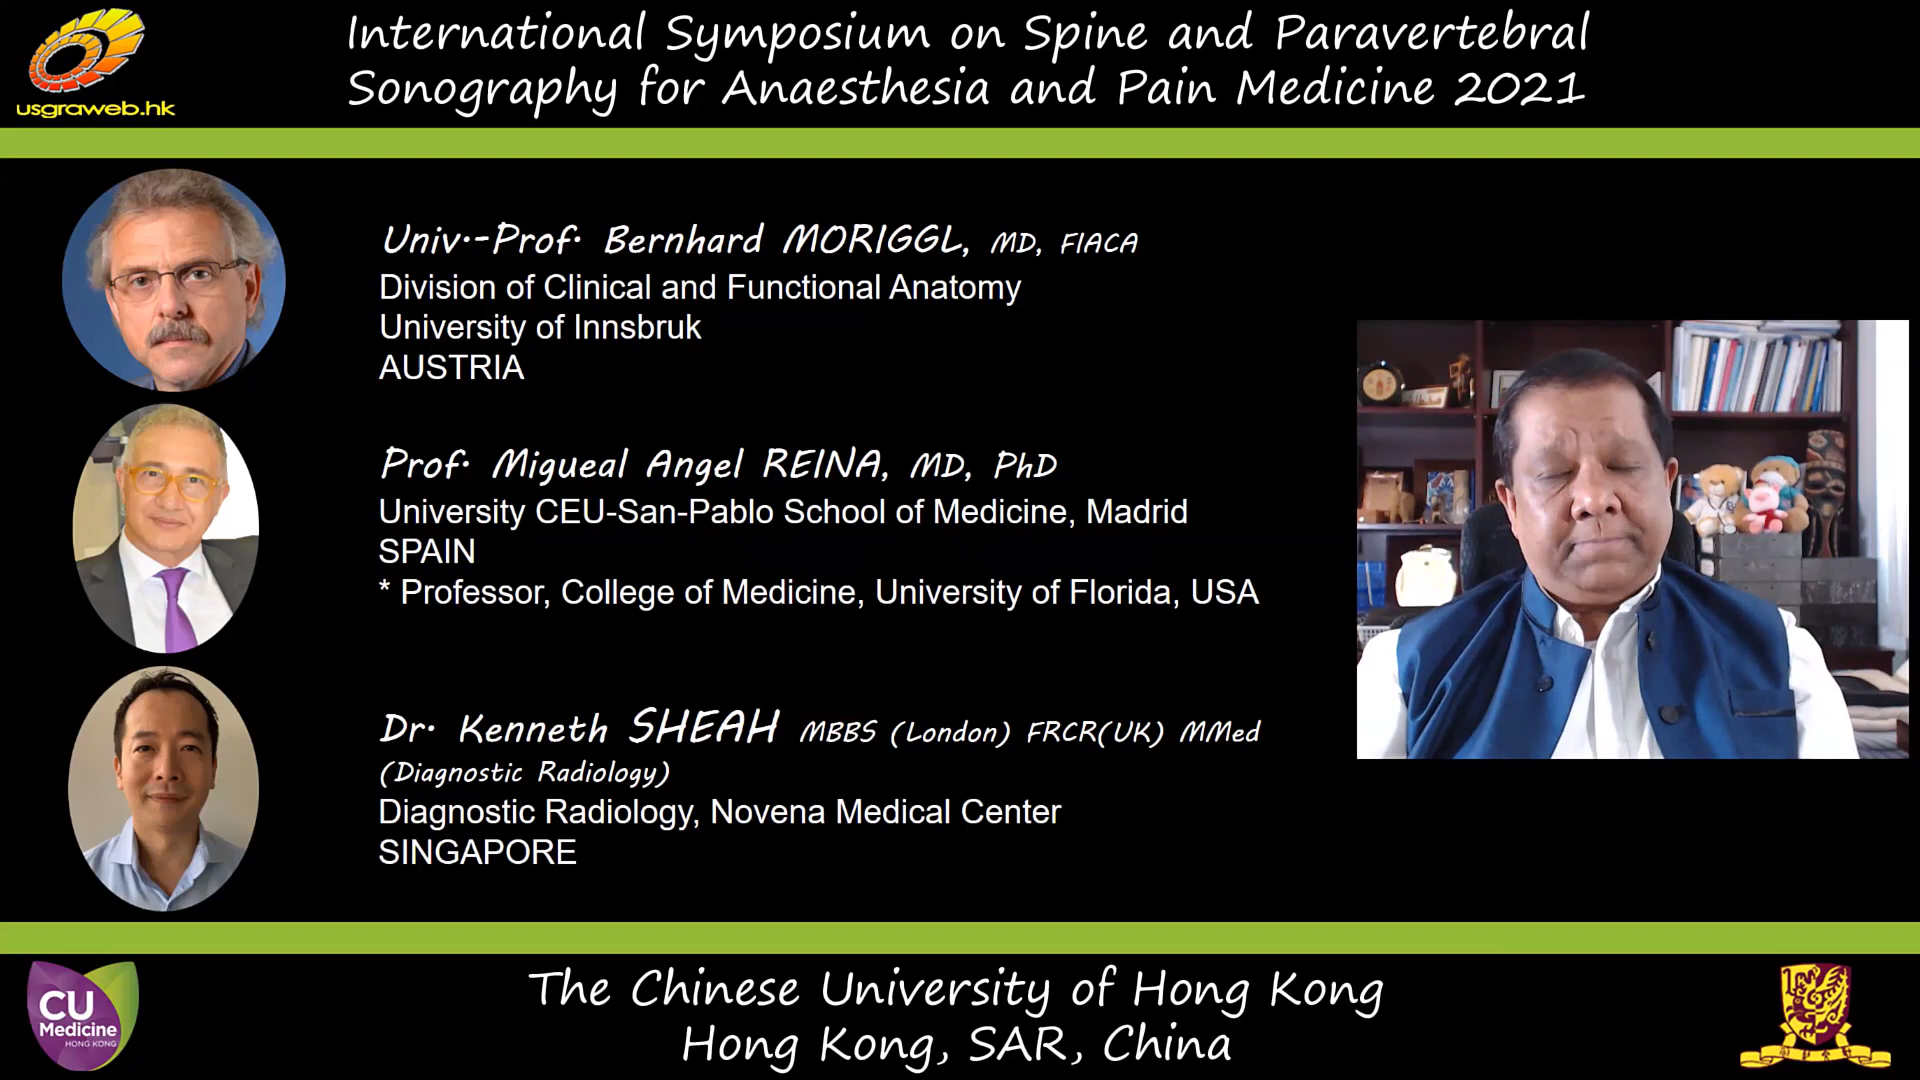 International Symposium on Spine and Paravertebral
Sonography for Anaesthesia and Pain Medicine 2021
usgraweb.hk
Univ.-Prof. Bernhard MORIGGL, MD, FIACA
Division of Clinical and Functional Anatomy
University of Innsbruk
AUSTRIA
Prof. Migueal Angel REINA, MD, PhD
University CEU-San-Pablo School of Medicine, Madrid
SPAIN
* Professor, College of Medicine, University of Florida, USA
Dr. Kenneth SHEAH MBBS (London) FRCR(UK) MMed
(Diagnostic Radiology)
Diagnostic Radiology, Novena Medical Center
SINGAPORE
CU
Medicine
HONG KONG
The Chinese University of Hong Kong
Hong Kong, SAR, China